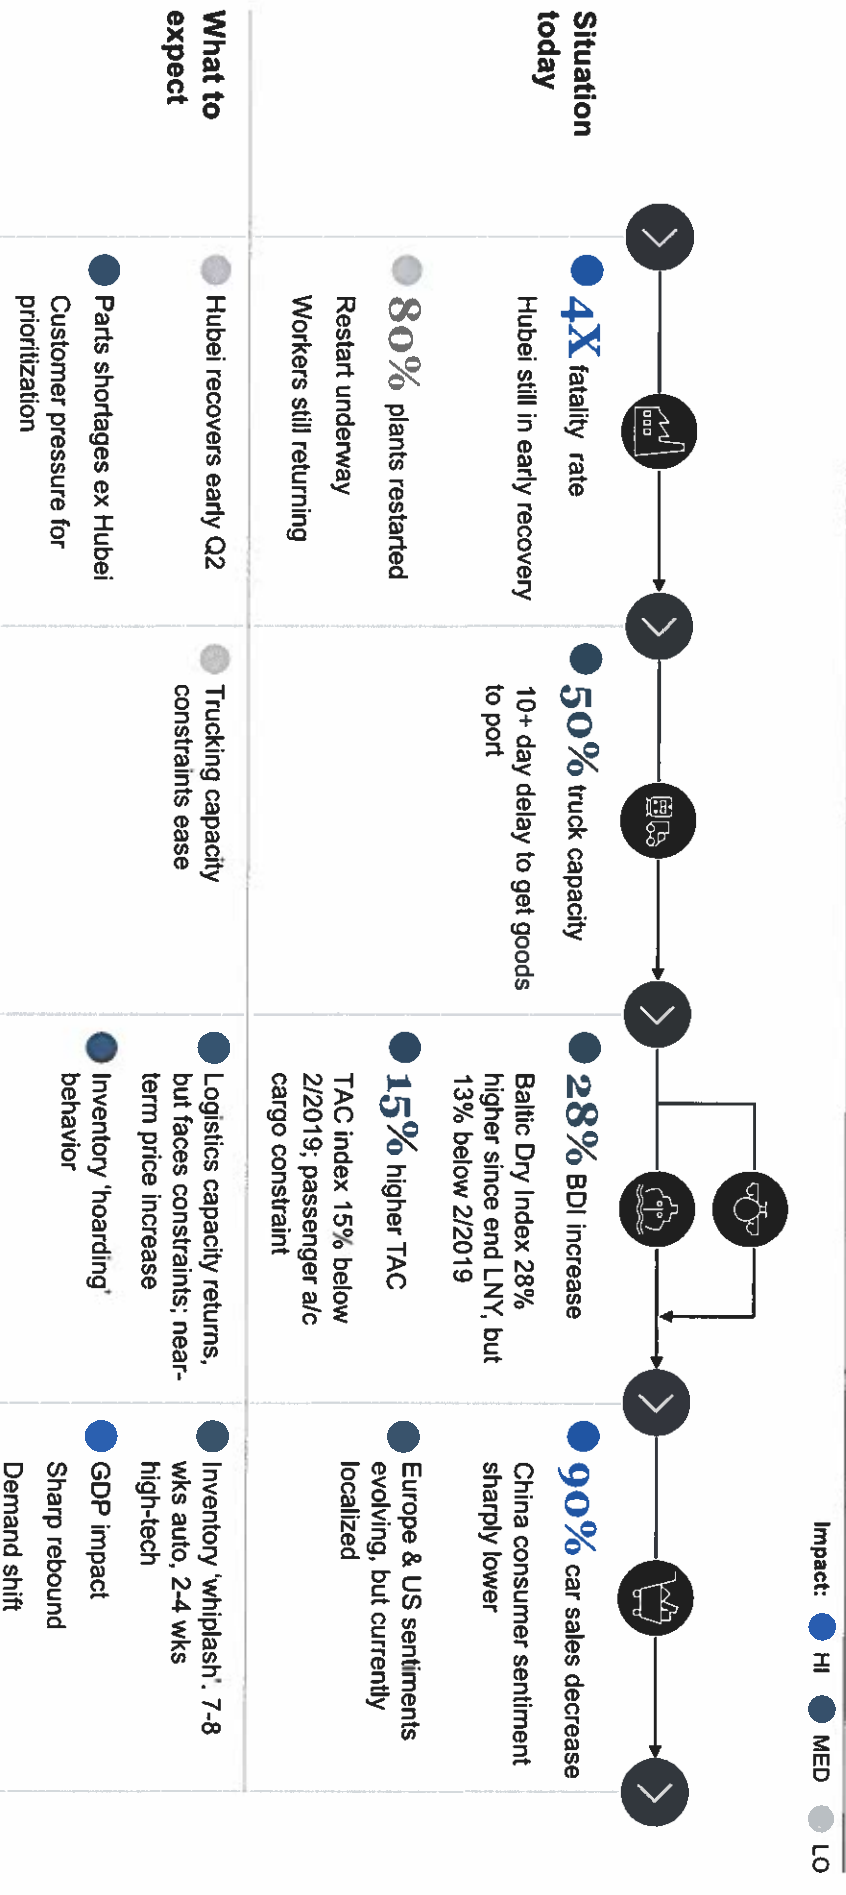 Impact: HI MED LO
Situation
today
4X fatality rate
Hubei still in early recovery
80% plants restarted
Restart underway
Workers still returning
50% truck capacity
10+ day delay to get goods
to port
28% BDI increase
Baltic Dry Index 28%
higher since end LNY, but
13% below 2/2019
15% higher TAC
TAC index 15% below
2/2019; passenger a/c
cargo constraint
90% car sales decrease
China consumer sentiment
sharply lower
Europe & US sentiments
evolving, but currently
localized
What to
expect
Hubei recovers early Q2
Parts shortages ex Hubei
Customer pressure for
prioritization
Trucking capacity
constraints ease
Logistics capacity returns,
but faces constraints; near-
term price increase
Inventory 'hoarding'
behavior
Inventory 'whiplash'. 7-8
wks auto, 2-4 wks
high-tech
GDP impact
Sharp rebound
Demand shift